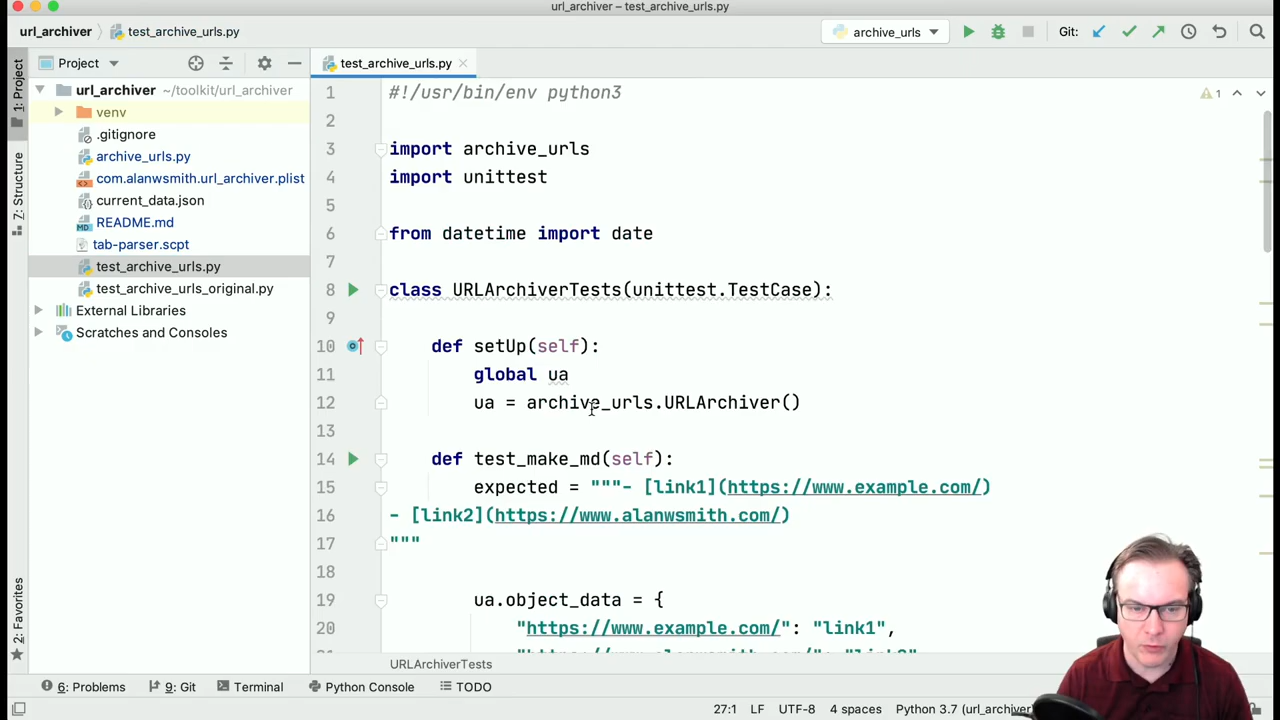 url_archiver – test_archive_urls.py
url_archiver
test_archive_urls.py
archive_urls
Git:
1: Project
7: Structure
2: Favorites
Project
url_archiver ~/toolkit/url_archiver
venv
.gitignore
archive_urls.py
com.alanwsmith.url_archiver.plist
current_data.json
README.md
tab-parser.scpt
test_archive_urls.py
test_archive_urls_original.py
External Libraries
Scratches and Consoles
test_archive_urls.py
1
1 #!/usr/bin/env python3
2
3 import archive_urls
4 import unittest
5
6 from datetime import date
7
8 class URLArchiverTests(unittest.TestCase):
9
10 def setUp(self):
11 global ua
12 ua = archive_urls.URLArchiver()
13
14 def test_make_md(self):
15 expected = """- [link1](https://www.example.com/)
16 - [link2](https://www.alanwsmith.com/)
17 """
18
19 ua.object_data = {
20 "https://www.example.com/": "link1",
URLArchiverTests
6: Problems
9: Git
Terminal
Python Console
TODO
27:1 LF UTF-8 4 spaces Python 3.7 (url_archiver)